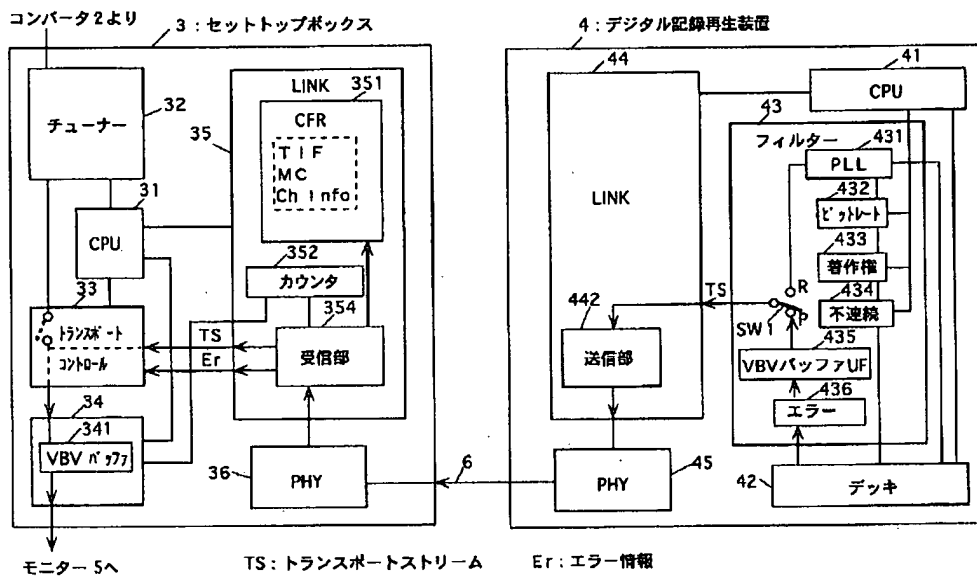 コンバータ2より
3：セットトップボックス
チューナー
32
31
CPU
33
トランスポート
コントロール
34
341
VBV バッファ
モニター5へ
35
LINK
351
CFR
TIF
MC
Ch Info
352
カウンタ
354
受信部
TS
Er
36
PHY
6
4：デジタル記録再生装置
44
LINK
442
送信部
TS
PHY
45
41
CPU
43
フィルター
431
PLL
432
ビットレート
433
著作権
434
不連続
R
P
SW1
435
VBVバッファUF
436
エラー
42
デッキ
TS：トランスポートストリーム
Er：エラー情報